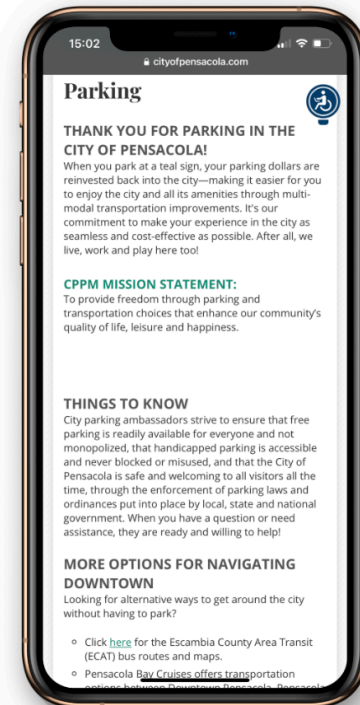 15:02
cityofpensacola.com
Parking
THANK YOU FOR PARKING IN THE
CITY OF PENSACOLA!
When you park at a teal sign, your parking dollars are
reinvested back into the city—making it easier for you
to enjoy the city and all its amenities through multi-
modal transportation improvements. It's our
commitment to make your experience in the city as
seamless and cost-effective as possible. After all, we
live, work and play here too!
CPPM MISSION STATEMENT:
To provide freedom through parking and
transportation choices that enhance our community's
quality of life, leisure and happiness.
THINGS TO KNOW
City parking ambassadors strive to ensure that free
parking is readily available for everyone and not
monopolized, that handicapped parking is accessible
and never blocked or misused, and that the City of
Pensacola is safe and welcoming to all visitors all the
time, through the enforcement of parking laws and
ordinances put into place by local, state and national
government. When you have a question or need
assistance, they are ready and willing to help!
MORE OPTIONS FOR NAVIGATING
DOWNTOWN
Looking for alternative ways to get around the city
without having to park?
Click here for the Escambia County Area Transit
(ECAT) bus routes and maps.
Pensacola Bay Cruises offers transportation
options between Downtown Pensacola, Pensacola